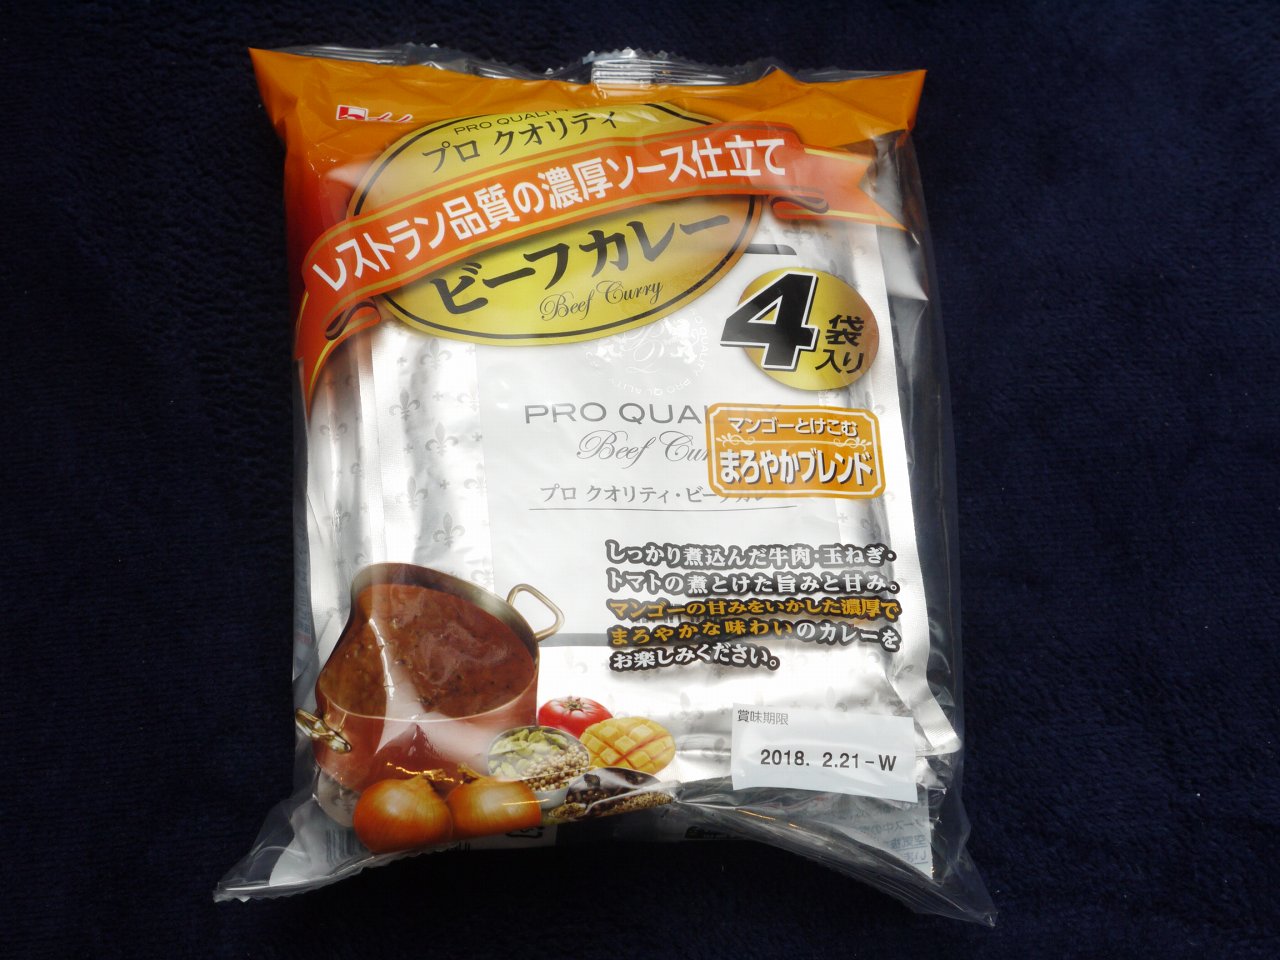 PRO QUALITY
プロ クオリティ
レストラン品質の濃厚ソース仕立て
ビーフカレー
Beef Curry
4袋入り
PRO QUALITY
Beef Cur
プロ クオリティ・ビーフカレー
マンゴーとけこむ
まろやかブレンド
しっかり煮込んだ牛肉・玉ねぎ・
トマトの煮とけた旨みと甘み。
マンゴーの甘みをいかした濃厚で
まろやかな味わいのカレーを
お楽しみください。
賞味期限
2018. 2.21-W